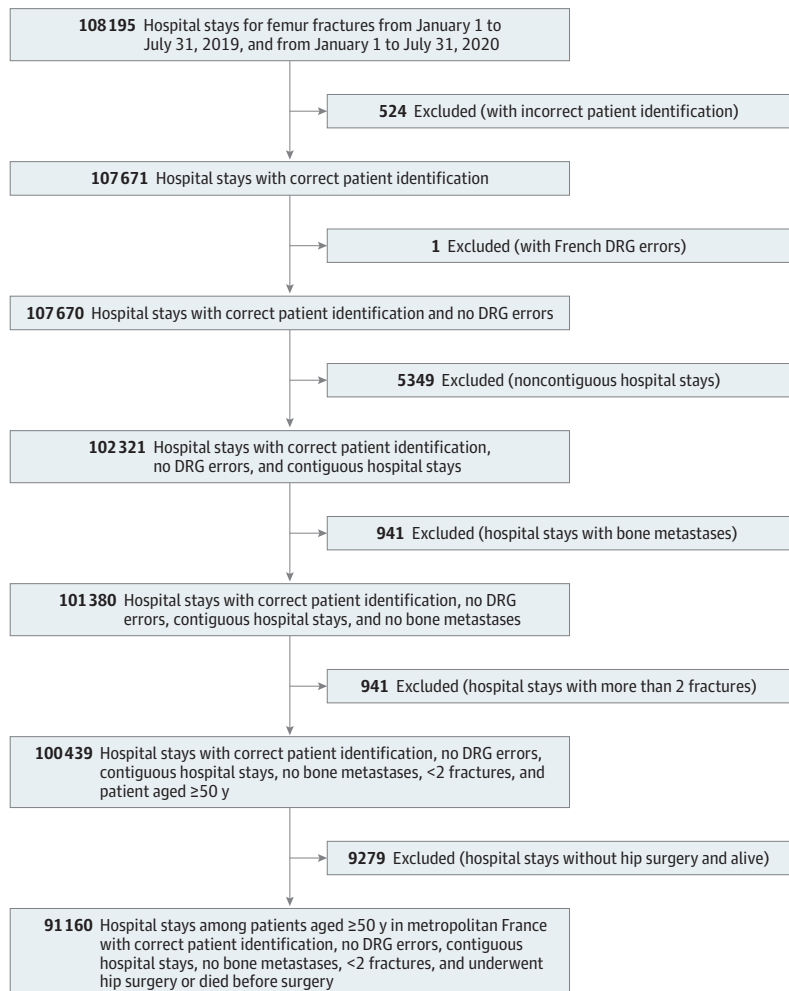 108195 Hospital stays for femur fractures from January 1 to
July 31, 2019, and from January 1 to July 31, 2020
524 Excluded (with incorrect patient identification)
107671 Hospital stays with correct patient identification
1 Excluded (with French DRG errors)
107670 Hospital stays with correct patient identification and no DRG errors
5349 Excluded (noncontiguous hospital stays)
102321 Hospital stays with correct patient identification,
no DRG errors, and contiguous hospital stays
941 Excluded (hospital stays with bone metastases)
101380 Hospital stays with correct patient identification, no DRG
errors, contiguous hospital stays, and no bone metastases
941 Excluded (hospital stays with more than 2 fractures)
100439 Hospital stays with correct patient identification, no DRG errors,
contiguous hospital stays, no bone metastases, <2 fractures, and
patient aged ≥50 y
9279 Excluded (hospital stays without hip surgery and alive)
91160 Hospital stays among patients aged ≥50 y in metropolitan France
with correct patient identification, no DRG errors, contiguous
hospital stays, no bone metastases, <2 fractures, and underwent
hip surgery or died before surgery